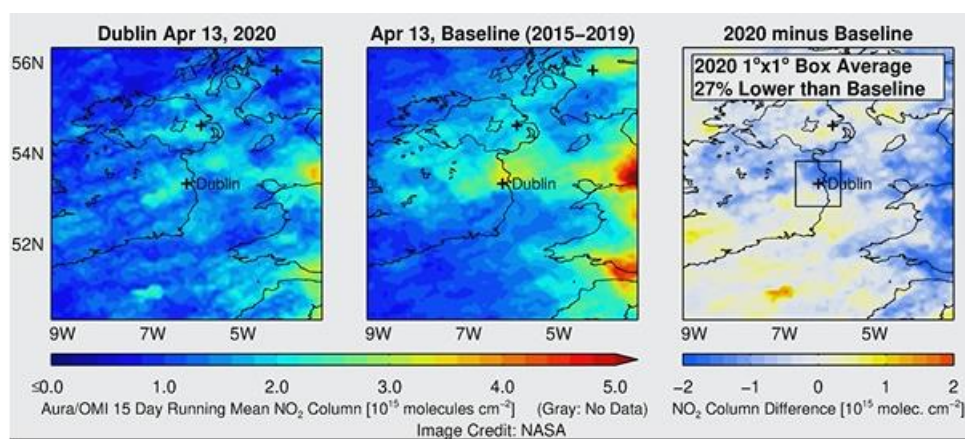 Dublin Apr 13, 2020
Apr 13, Baseline (2015−2019)
2020 minus Baseline
2020 1°x1° Box Average
27% Lower than Baseline
56N
54N
52N
Dublin
Dublin
Dublin
9W 7W 5W
9W 7W 5W
9W 7W 5W
≤0.0 1.0 2.0 3.0 4.0 5.0
−2 −1 0 1 2
Aura/OMI 15 Day Running Mean NO₂ Column [10¹⁵ molecules cm⁻²] (Gray: No Data)
NO₂ Column Difference [10¹⁵ molec. cm⁻²]
Image Credit: NASA